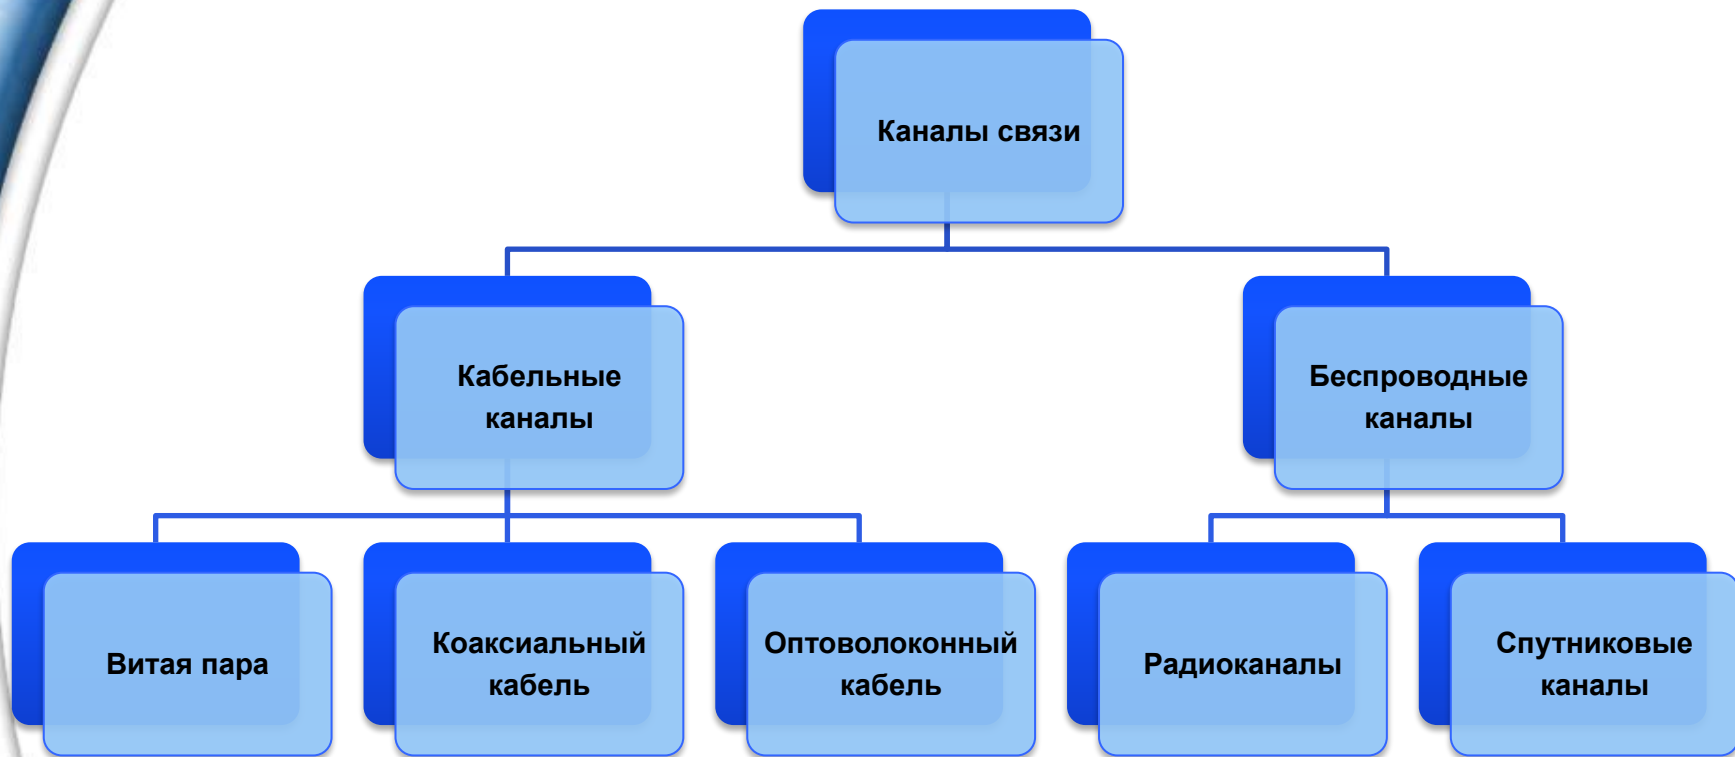 Каналы связи
Кабельные
каналы
Беспроводные
каналы
Витая пара
Коаксиальный
кабель
Оптоволоконный
кабель
Радиоканалы
Спутниковые
каналы